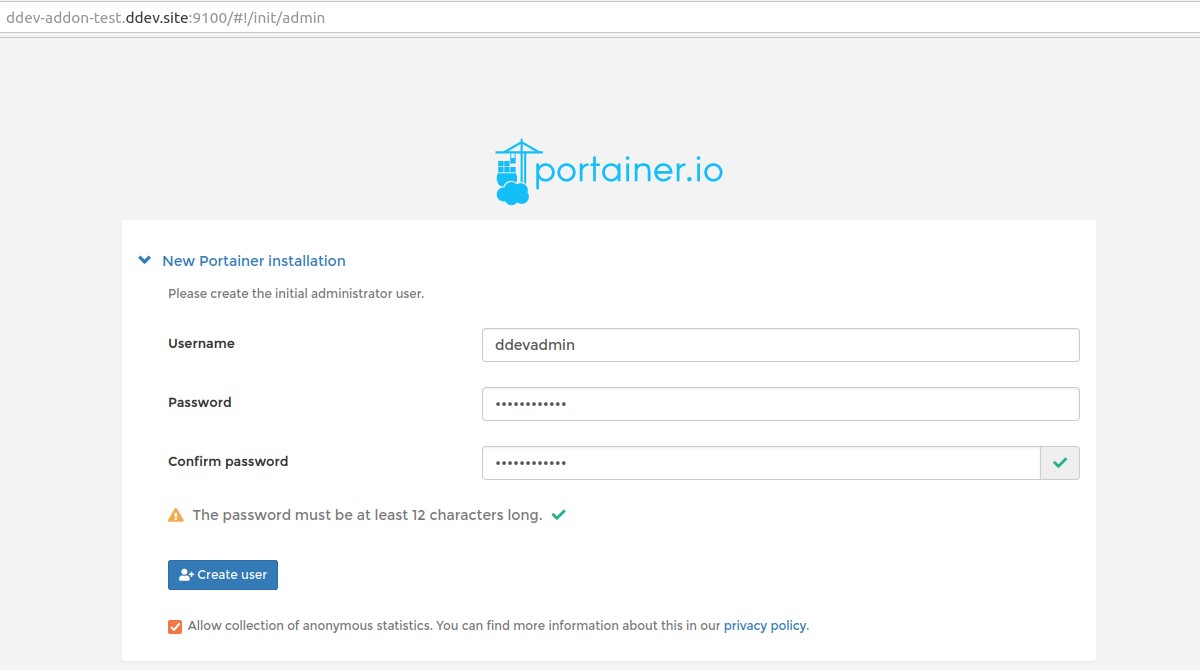 ddev-addon-test.ddev.site:9100/#!/init/admin
portainer.io
New Portainer installation
Please create the initial administrator user.
Username
ddevadmin
Password
••••••••••••
Confirm password
••••••••••••
The password must be at least 12 characters long.
Create user
Allow collection of anonymous statistics. You can find more information about this in our privacy policy.